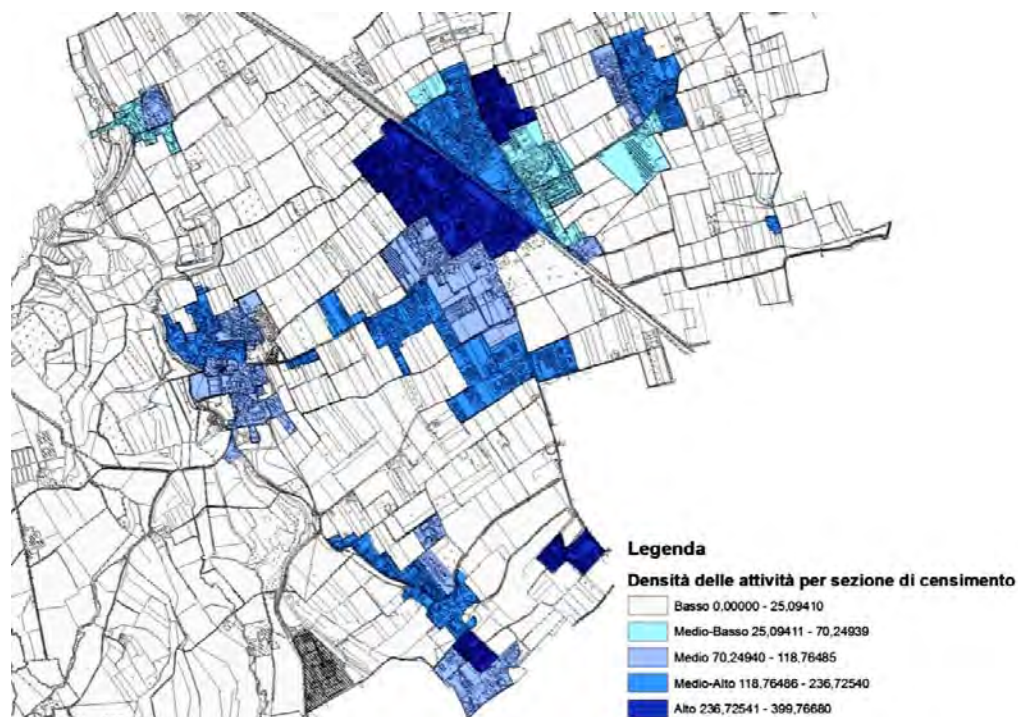 Legenda
Densità delle attività per sezione di censimento
Basso 0,00000 - 25,09410
Medio-Basso 25,09411 - 70,24939
Medio 70,24940 - 118,76485
Medio-Alto 118,76486 - 236,72540
Alto 236,72541 - 399,76680